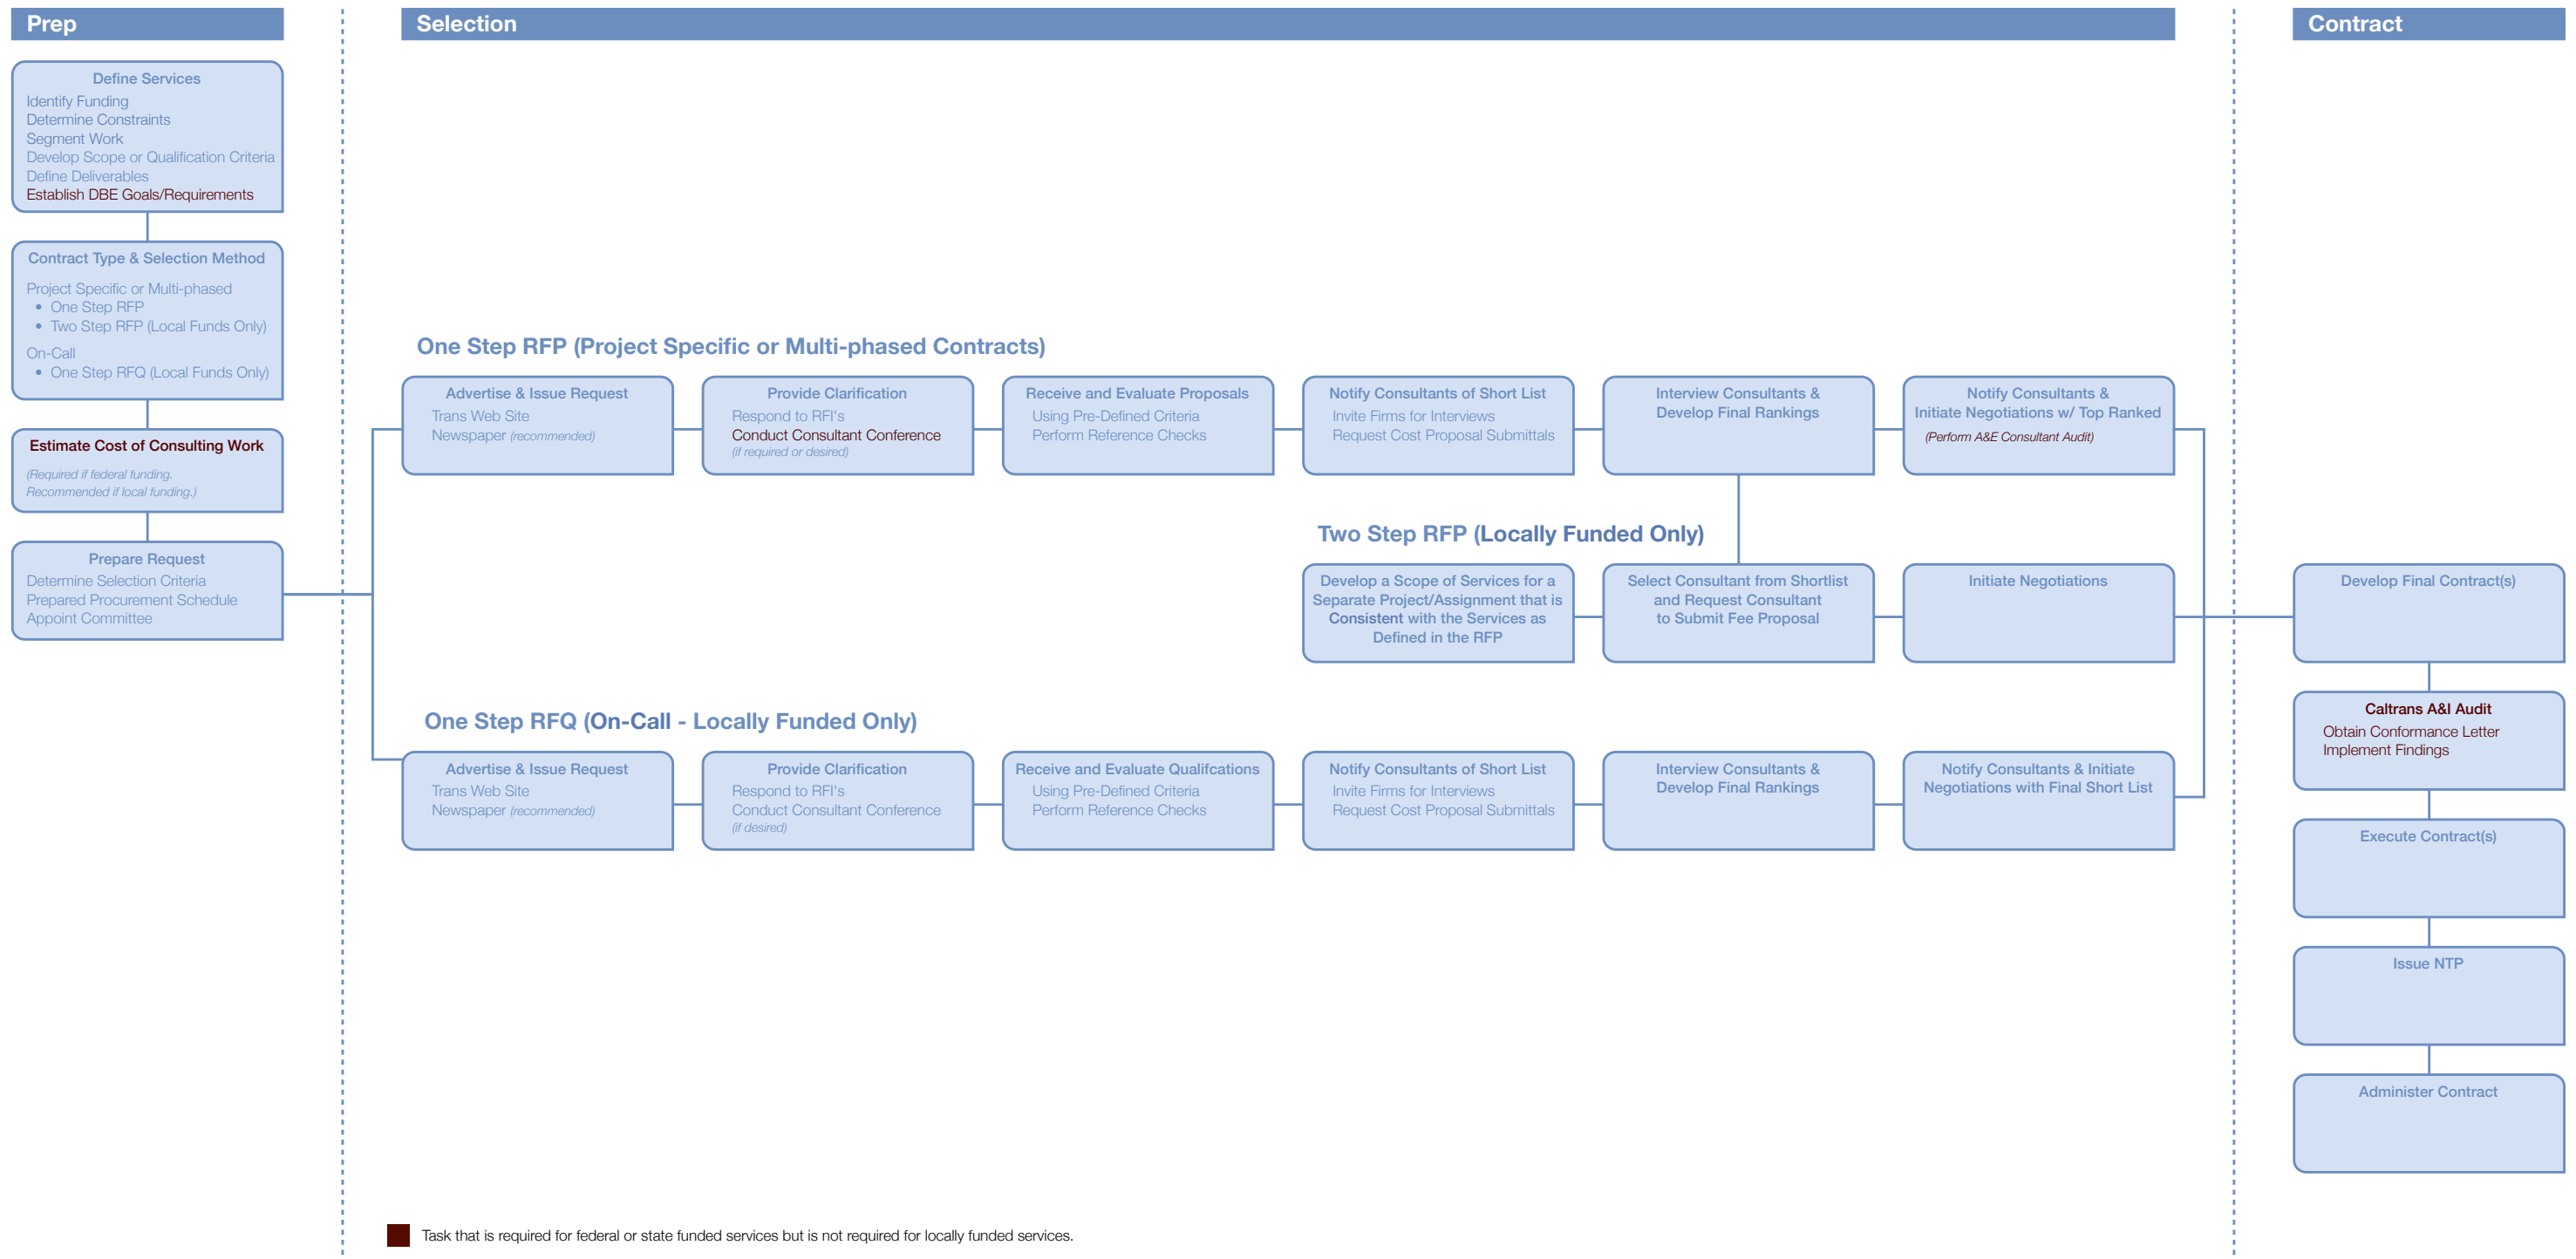 Prep
Selection
Contract
Define Services
Identify Funding
Determine Constraints
Segment Work
Develop Scope or Qualification Criteria
Define Deliverables
Establish DBE Goals/Requirements
Contract Type & Selection Method
Project Specific or Multi-phased
• One Step RFP
• Two Step RFP (Local Funds Only)
On-Call
• One Step RFQ (Local Funds Only)
Estimate Cost of Consulting Work
(Required if federal funding.
Recommended if local funding.)
Prepare Request
Determine Selection Criteria
Prepared Procurement Schedule
Appoint Committee
One Step RFP (Project Specific or Multi-phased Contracts)
Advertise & Issue Request
Trans Web Site
Newspaper (recommended)
Provide Clarification
Respond to RFI's
Conduct Consultant Conference
(if required or desired)
Receive and Evaluate Proposals
Using Pre-Defined Criteria
Perform Reference Checks
Notify Consultants of Short List
Invite Firms for Interviews
Request Cost Proposal Submittals
Interview Consultants &
Develop Final Rankings
Notify Consultants &
Initiate Negotiations w/ Top Ranked
(Perform A&E Consultant Audit)
Two Step RFP (Locally Funded Only)
Develop a Scope of Services for a
Separate Project/Assignment that is
Consistent with the Services as
Defined in the RFP
Select Consultant from Shortlist
and Request Consultant
to Submit Fee Proposal
Initiate Negotiations
One Step RFQ (On-Call - Locally Funded Only)
Advertise & Issue Request
Trans Web Site
Newspaper (recommended)
Provide Clarification
Respond to RFI's
Conduct Consultant Conference
(if desired)
Receive and Evaluate Qualifcations
Using Pre-Defined Criteria
Perform Reference Checks
Notify Consultants of Short List
Invite Firms for Interviews
Request Cost Proposal Submittals
Interview Consultants &
Develop Final Rankings
Notify Consultants & Initiate
Negotiations with Final Short List
Develop Final Contract(s)
Caltrans A&I Audit
Obtain Conformance Letter
Implement Findings
Execute Contract(s)
Issue NTP
Administer Contract
Task that is required for federal or state funded services but is not required for locally funded services.